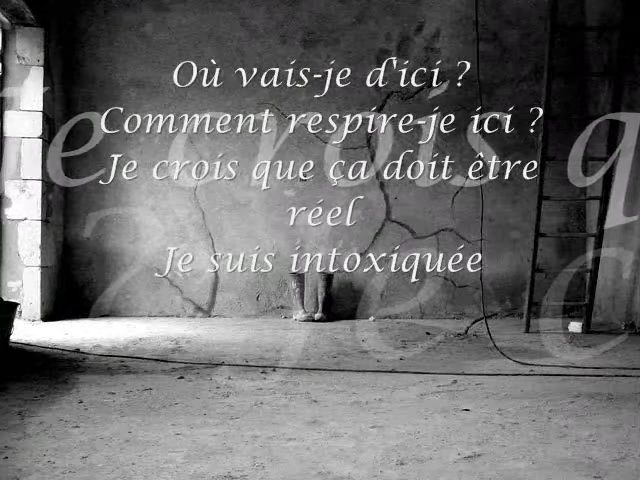 Où vais-je d'ici ?
Comment respire-je ici ?
Je crois que ça doit être
réel
Je suis intoxiquée